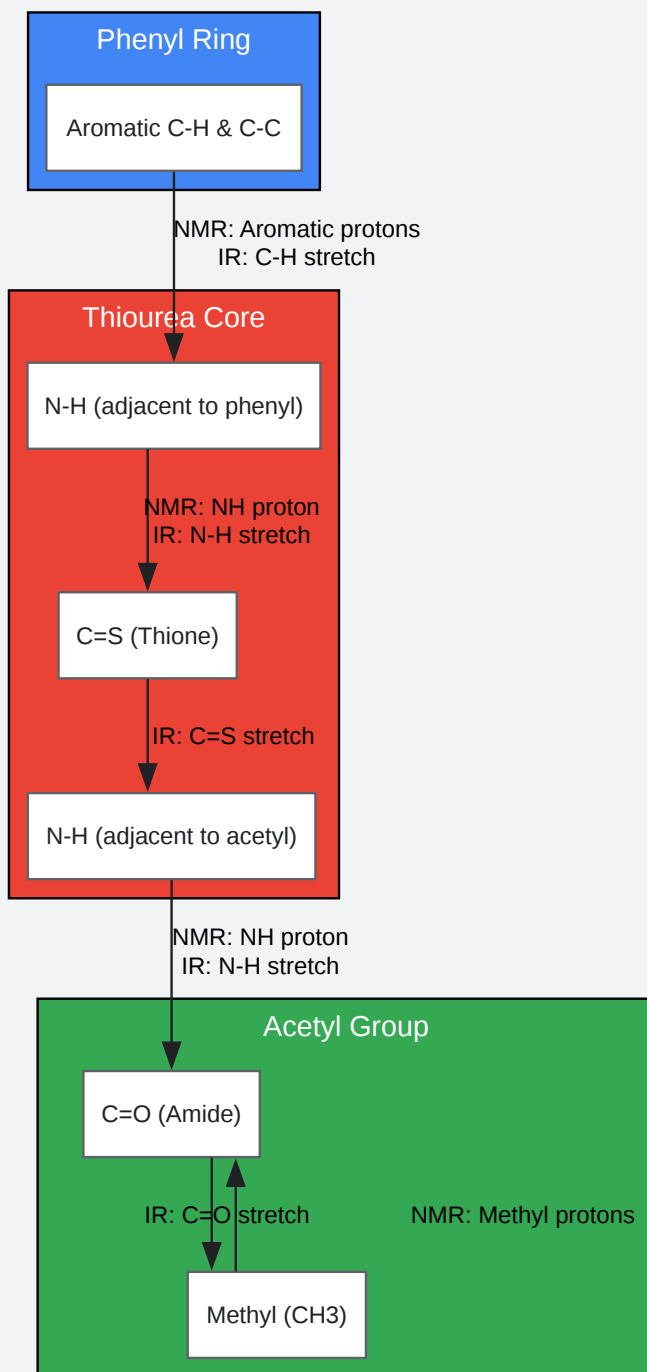 Phenyl Ring
Aromatic C-H & C-C
NMR: Aromatic protons
IR: C-H stretch
Thiourea Core
N-H (adjacent to phenyl)
NMR: NH proton
IR: N-H stretch
C=S (Thione)
IR: C=S stretch
N-H (adjacent to acetyl)
NMR: NH proton
IR: N-H stretch
Acetyl Group
C=O (Amide)
IR: C=O stretch
NMR: Methyl protons
Methyl (CH3)